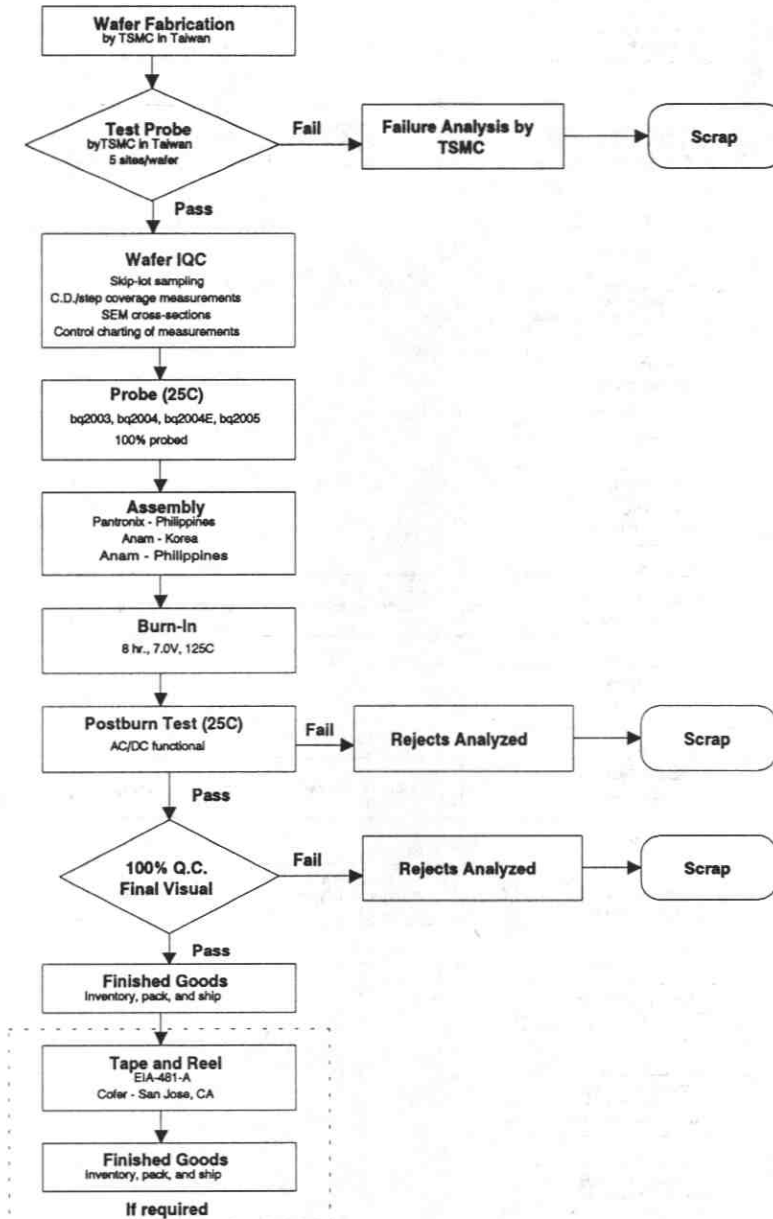 Wafer Fabrication
by TSMC in Taiwan
Test Probe
byTSMC in Taiwan
5 sites/wafer
Fail
Failure Analysis by
TSMC
Scrap
Pass
Wafer IQC
Skip-lot sampling
C.D./step coverage measurements
SEM cross-sections
Control charting of measurements
Probe (25C)
bq2003, bq2004, bq2004E, bq2005
100% probed
Assembly
Pantronix - Philippines
Anam - Korea
Anam - Philippines
Burn-In
8 hr., 7.0V, 125C
Postburn Test (25C)
AC/DC functional
Fail
Rejects Analyzed
Scrap
Pass
100% Q.C.
Final Visual
Fail
Rejects Analyzed
Scrap
Pass
Finished Goods
Inventory, pack, and ship
Tape and Reel
EIA-481-A
Cofer - San Jose, CA
Finished Goods
Inventory, pack, and ship
If required